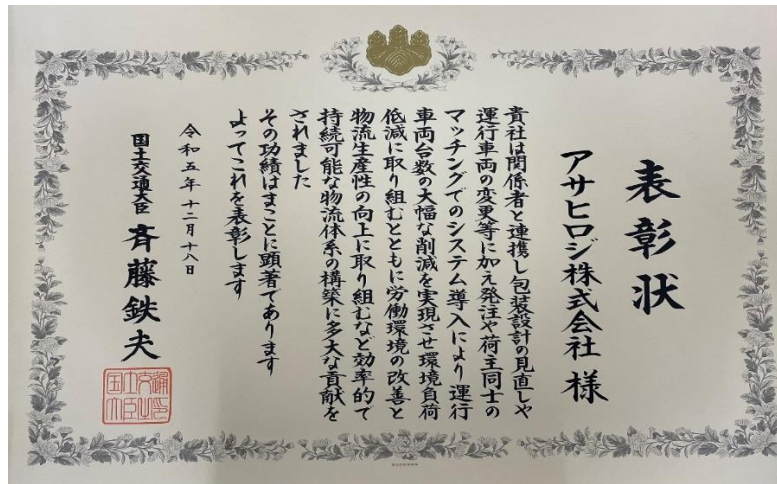 表彰状
アサヒロジ株式会社 様
貴社は関係者と連携し包装設計の見直しや
運行車両の変更等に加え発注や荷主同士の
マッチングでのシステム導入により運行
車両台数の大幅な削減を実現させ環境負荷
低減に取り組むとともに労働環境の改善と
物流生産性の向上に取り組むなど効率的で
持続可能な物流体系の構築に多大な貢献を
されました
その功績はまことに顕著であります
よってこれを表彰します
令和五年十二月十八日
国土交通大臣 斉藤鉄夫
国土交通大臣之印